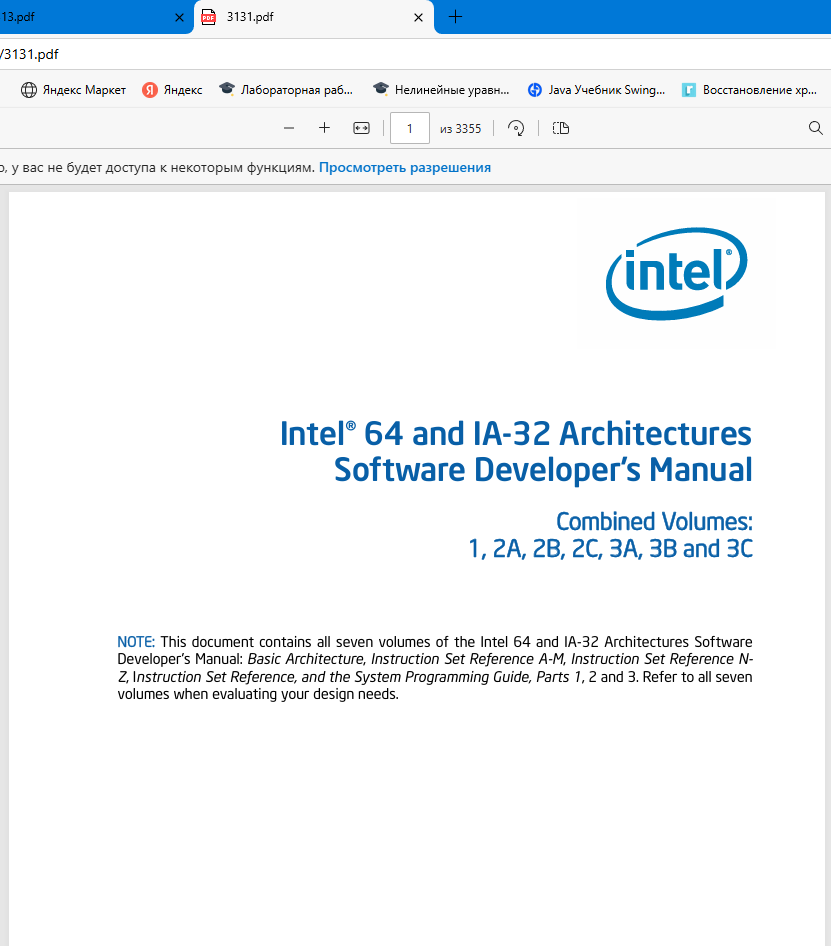 13.pdf
3131.pdf
/3131.pdf
Яндекс Маркет
Я
Яндекс
Лабораторная раб...
Нелинейные уравн...
Java Учебник Swing...
Восстановление хр...
1
из 3355
о, у вас не будет доступа к некоторым функциям. Просмотреть разрешения
intel®
Intel® 64 and IA-32 Architectures
Software Developer's Manual
Combined Volumes:
1, 2A, 2B, 2C, 3A, 3B and 3C
NOTE: This document contains all seven volumes of the Intel 64 and IA-32 Architectures Software
Developer's Manual: Basic Architecture, Instruction Set Reference A-M, Instruction Set Reference N-
Z, Instruction Set Reference, and the System Programming Guide, Parts 1, 2 and 3. Refer to all seven
volumes when evaluating your design needs.